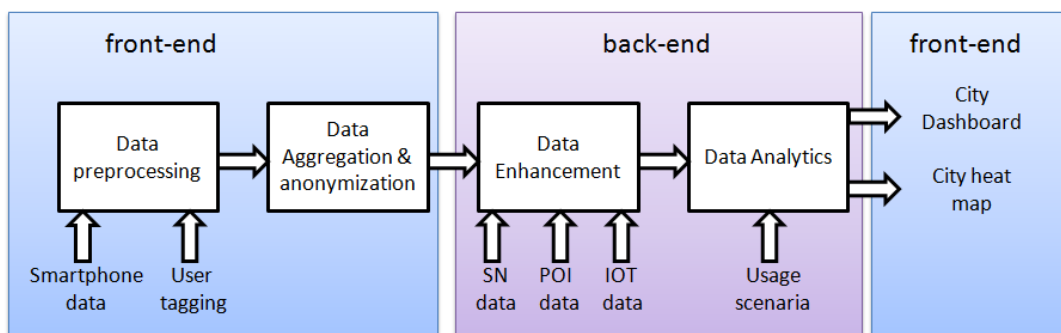 front-end
back-end
front-end
Data
preprocessing
Data
Aggregation &
anonymization
Data
Enhancement
Data Analytics
City
Dashboard
City heat
map
Smartphone
data
User
tagging
SN
data
POI
data
IOT
data
Usage
scenaria